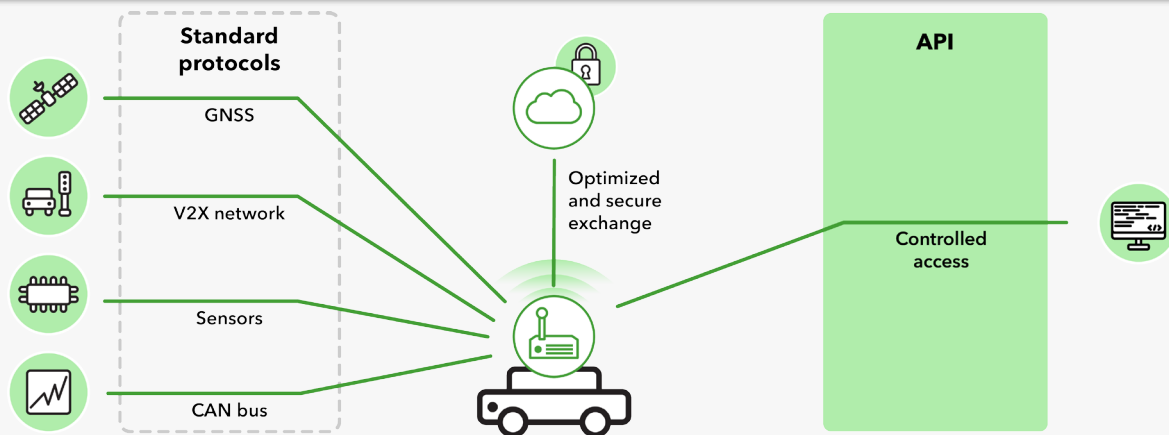 Standard
protocols
GNSS
V2X network
Sensors
CAN bus
Optimized
and secure
exchange
API
Controlled
access
</>